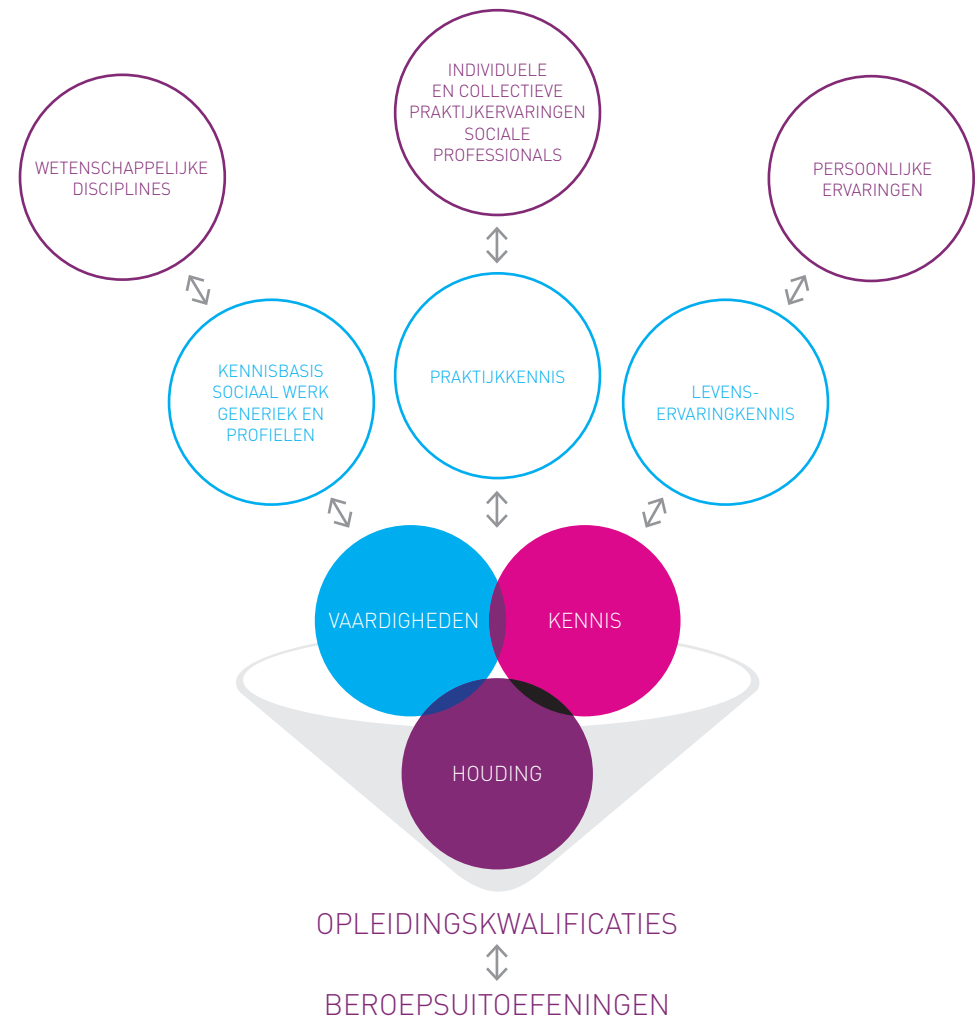 INDIVIDUELE
EN COLLECTIEVE
PRAKTIJKERVARINGEN
SOCIALE
PROFESSIONALS
WETENSCHAPPELIJKE
DISCIPLINES
PERSOONLIJKE
ERVARINGEN
KENNISBASIS
SOCIAAL WERK
GENERIEK EN
PROFIELEN
PRAKTIJKKENNIS
LEVENS-
ERVARINGKENNIS
VAARDIGHEDEN
KENNIS
HOUDING
OPLEIDINGSKWALIFICATIES
BEROEPSUITOEFENINGEN